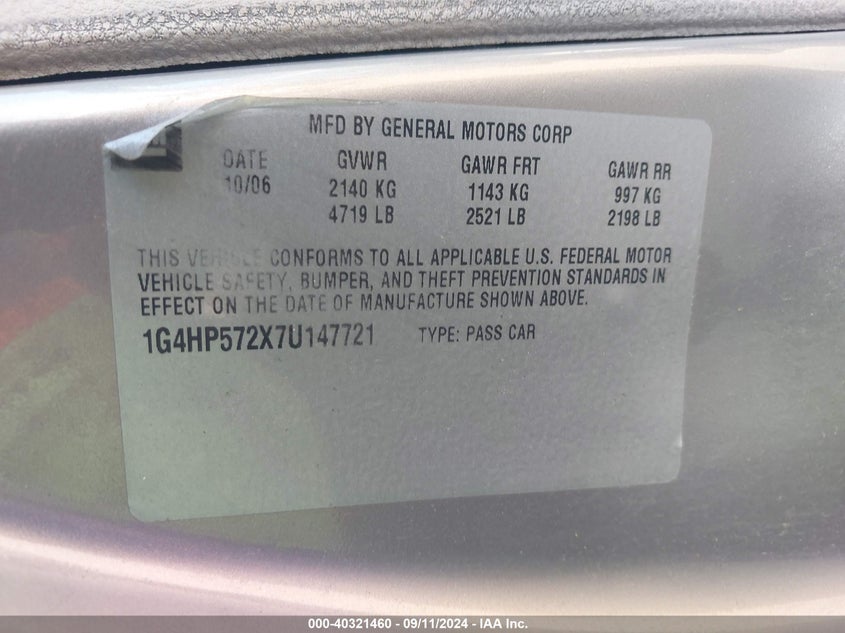 MFD BY GENERAL MOTORS CORP
DATE GVWR GAWR FRT GAWR RR
10/06 2140 KG 1143 KG 997 KG
4719 LB 2521 LB 2198 LB
THIS VEHICLE CONFORMS TO ALL APPLICABLE U.S. FEDERAL MOTOR
VEHICLE SAFETY, BUMPER, AND THEFT PREVENTION STANDARDS IN
EFFECT ON THE DATE OF MANUFACTURE SHOWN ABOVE.
1G4HP572X7U147721 TYPE: PASS CAR
000-40321460 - 09/11/2024 - IAA Inc.